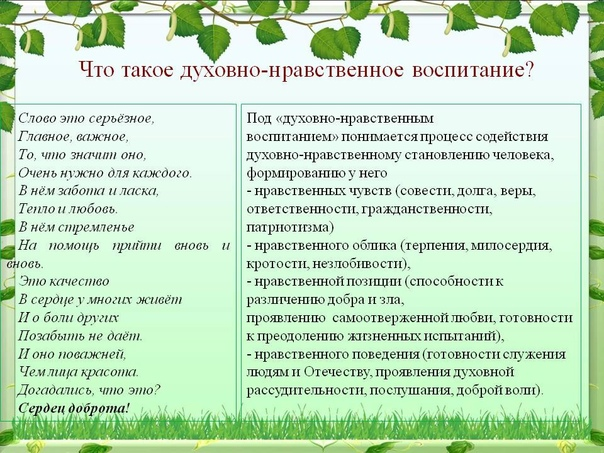 Что такое духовно-нравственное воспитание?
Слово это серьёзное,
Главное, важное,
То, что значит оно,
Очень нужно для каждого.
В нём забота и ласка,
Тепло и любовь.
В нём стремленье
На помощь прийти вновь и
вновь.
Это качество
В сердце у многих живёт
И о боли других
Позабыть не даёт.
И оно поважней,
Чем лица красота.
Догадались, что это?
Сердец доброта!
Под «духовно-нравственным
воспитанием» понимается процесс содействия
духовно-нравственному становлению человека,
формированию у него
- нравственных чувств (совести, долга, веры,
ответственности, гражданственности,
патриотизма)
- нравственного облика (терпения, милосердия,
кротости, незлобивости),
- нравственной позиции (способности к
различению добра и зла,
проявлению самоотверженной любви, готовности
к преодолению жизненных испытаний),
- нравственного поведения (готовности служения
людям и Отечеству, проявления духовной
рассудительности, послушания, доброй воли).